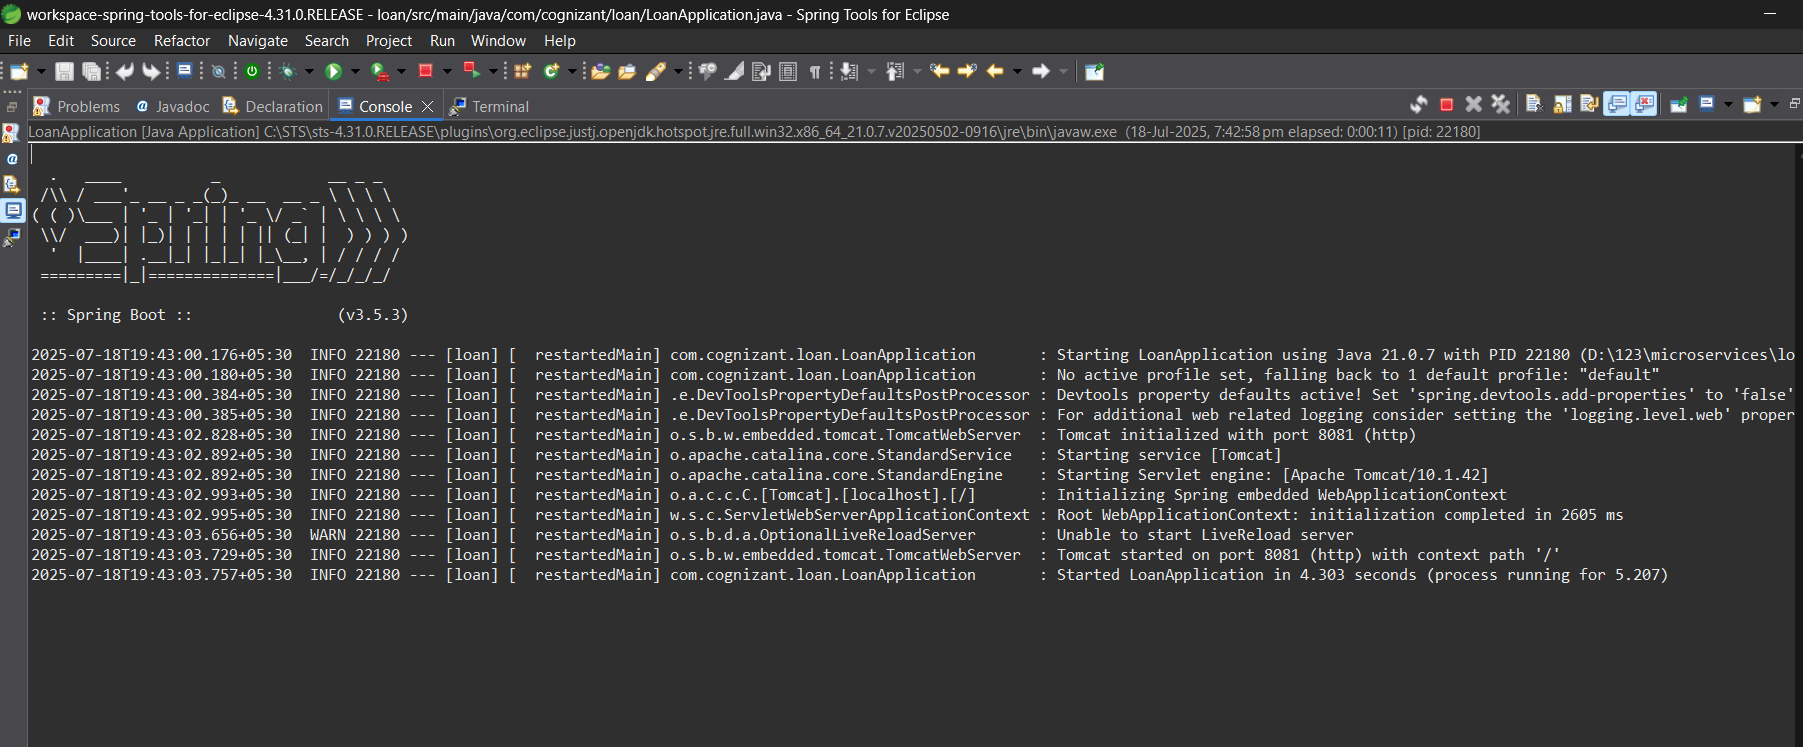 workspace-spring-tools-for-eclipse-4.31.0.RELEASE - loan/src/main/java/com/cognizant/loan/LoanApplication.java - Spring Tools for Eclipse
File Edit Source Refactor Navigate Search Project Run Window Help
Problems Javadoc Declaration Console Terminal
LoanApplication [Java Application] C:\STS\sts-4.31.0.RELEASE\plugins\org.eclipse.justj.openjdk.hotspot.jre.full.win32.x86_64_21.0.7.v20250502-0916\jre\bin\javaw.exe (18-Jul-2025, 7:42:58 pm elapsed: 0:00:11) [pid: 22180]
  .   ____          _            __ _ _
 /\\ / ___'_ __ _ _(_)_ __  __ _ \ \ \ \
( ( )\___ | '_ | '_| | '_ \/ _` | \ \ \ \
 \\/  ___)| |_)| | | | | || (_| |  ) ) ) )
  '  |____| .__|_| |_|_| |_\__, | / / / /
 =========|_|==============|___/=/_/_/_/
:: Spring Boot ::                (v3.5.3)
2025-07-18T19:43:00.176+05:30  INFO 22180 --- [loan] [  restartedMain] com.cognizant.loan.LoanApplication       : Starting LoanApplication using Java 21.0.7 with PID 22180 (D:\123\microservices\lo
2025-07-18T19:43:00.180+05:30  INFO 22180 --- [loan] [  restartedMain] com.cognizant.loan.LoanApplication       : No active profile set, falling back to 1 default profile: "default"
2025-07-18T19:43:00.384+05:30  INFO 22180 --- [loan] [  restartedMain] .e.DevToolsPropertyDefaultsPostProcessor : Devtools property defaults active! Set 'spring.devtools.add-properties' to 'false'
2025-07-18T19:43:00.385+05:30  INFO 22180 --- [loan] [  restartedMain] .e.DevToolsPropertyDefaultsPostProcessor : For additional web related logging consider setting the 'logging.level.web' proper
2025-07-18T19:43:02.828+05:30  INFO 22180 --- [loan] [  restartedMain] o.s.b.w.embedded.tomcat.TomcatWebServer  : Tomcat initialized with port 8081 (http)
2025-07-18T19:43:02.892+05:30  INFO 22180 --- [loan] [  restartedMain] o.apache.catalina.core.StandardService   : Starting service [Tomcat]
2025-07-18T19:43:02.892+05:30  INFO 22180 --- [loan] [  restartedMain] o.apache.catalina.core.StandardEngine    : Starting Servlet engine: [Apache Tomcat/10.1.42]
2025-07-18T19:43:02.993+05:30  INFO 22180 --- [loan] [  restartedMain] o.a.c.c.C.[Tomcat].[localhost].[/]       : Initializing Spring embedded WebApplicationContext
2025-07-18T19:43:02.995+05:30  INFO 22180 --- [loan] [  restartedMain] w.s.c.ServletWebServerApplicationContext : Root WebApplicationContext: initialization completed in 2605 ms
2025-07-18T19:43:03.656+05:30  WARN 22180 --- [loan] [  restartedMain] o.s.b.d.a.OptionalLiveReloadServer       : Unable to start LiveReload server
2025-07-18T19:43:03.729+05:30  INFO 22180 --- [loan] [  restartedMain] o.s.b.w.embedded.tomcat.TomcatWebServer  : Tomcat started on port 8081 (http) with context path '/'
2025-07-18T19:43:03.757+05:30  INFO 22180 --- [loan] [  restartedMain] com.cognizant.loan.LoanApplication       : Started LoanApplication in 4.303 seconds (process running for 5.207)